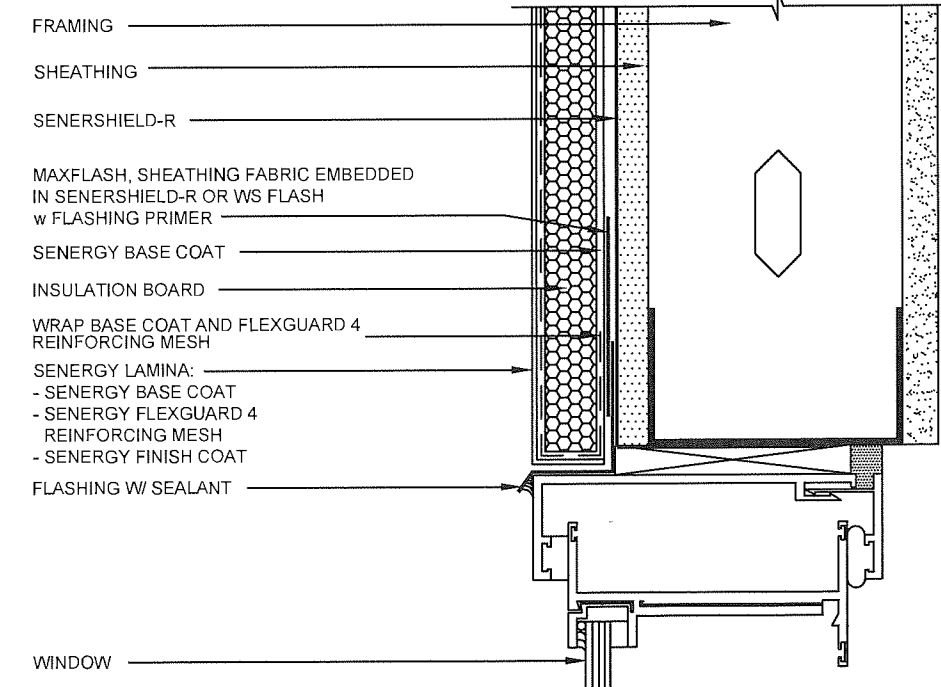 FRAMING
SHEATHING
SENERSHIELD-R
MAXFLASH, SHEATHING FABRIC EMBEDDED
IN SENERSHIELD-R OR WS FLASH
w FLASHING PRIMER
SENERGY BASE COAT
INSULATION BOARD
WRAP BASE COAT AND FLEXGUARD 4
REINFORCING MESH
SENERGY LAMINA:
- SENERGY BASE COAT
- SENERGY FLEXGUARD 4
REINFORCING MESH
- SENERGY FINISH COAT
FLASHING W/ SEALANT
WINDOW